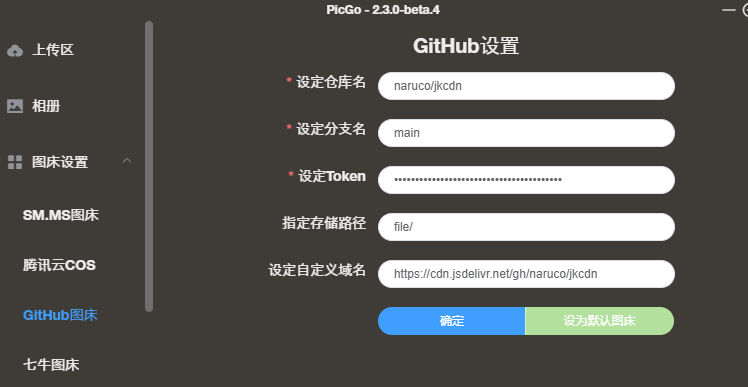 PicGo - 2.3.0-beta.4
上传区
相册
图床设置
SM.MS图床
腾讯云COS
GitHub图床
七牛图床
GitHub设置
* 设定仓库名
naruco/jkcdn
* 设定分支名
main
* 设定Token
••••••••••••••••••••••••••••••••••••••••
指定存储路径
file/
设定自定义域名
https://cdn.jsdelivr.net/gh/naruco/jkcdn
确定
设为默认图床